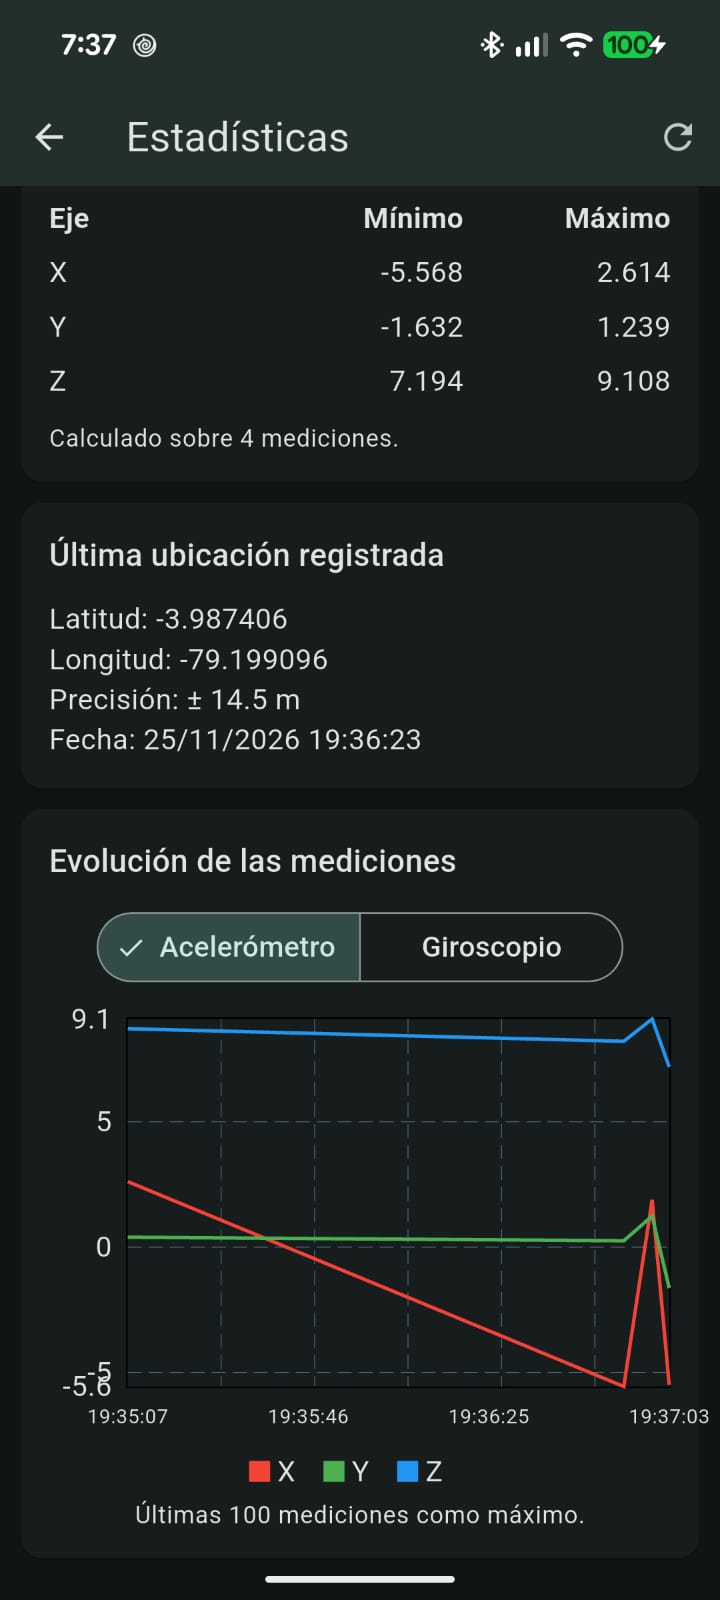 7:37 100
Estadísticas
Eje Mínimo Máximo
X -5.568 2.614
Y -1.632 1.239
Z 7.194 9.108
Calculado sobre 4 mediciones.
Última ubicación registrada
Latitud: -3.987406
Longitud: -79.199096
Precisión: ± 14.5 m
Fecha: 25/11/2026 19:36:23
Evolución de las mediciones
Acelerómetro Giroscopio
9.1
5
0
-5
-5.6
19:35:07 19:35:46 19:36:25 19:37:03
X Y Z
Últimas 100 mediciones como máximo.